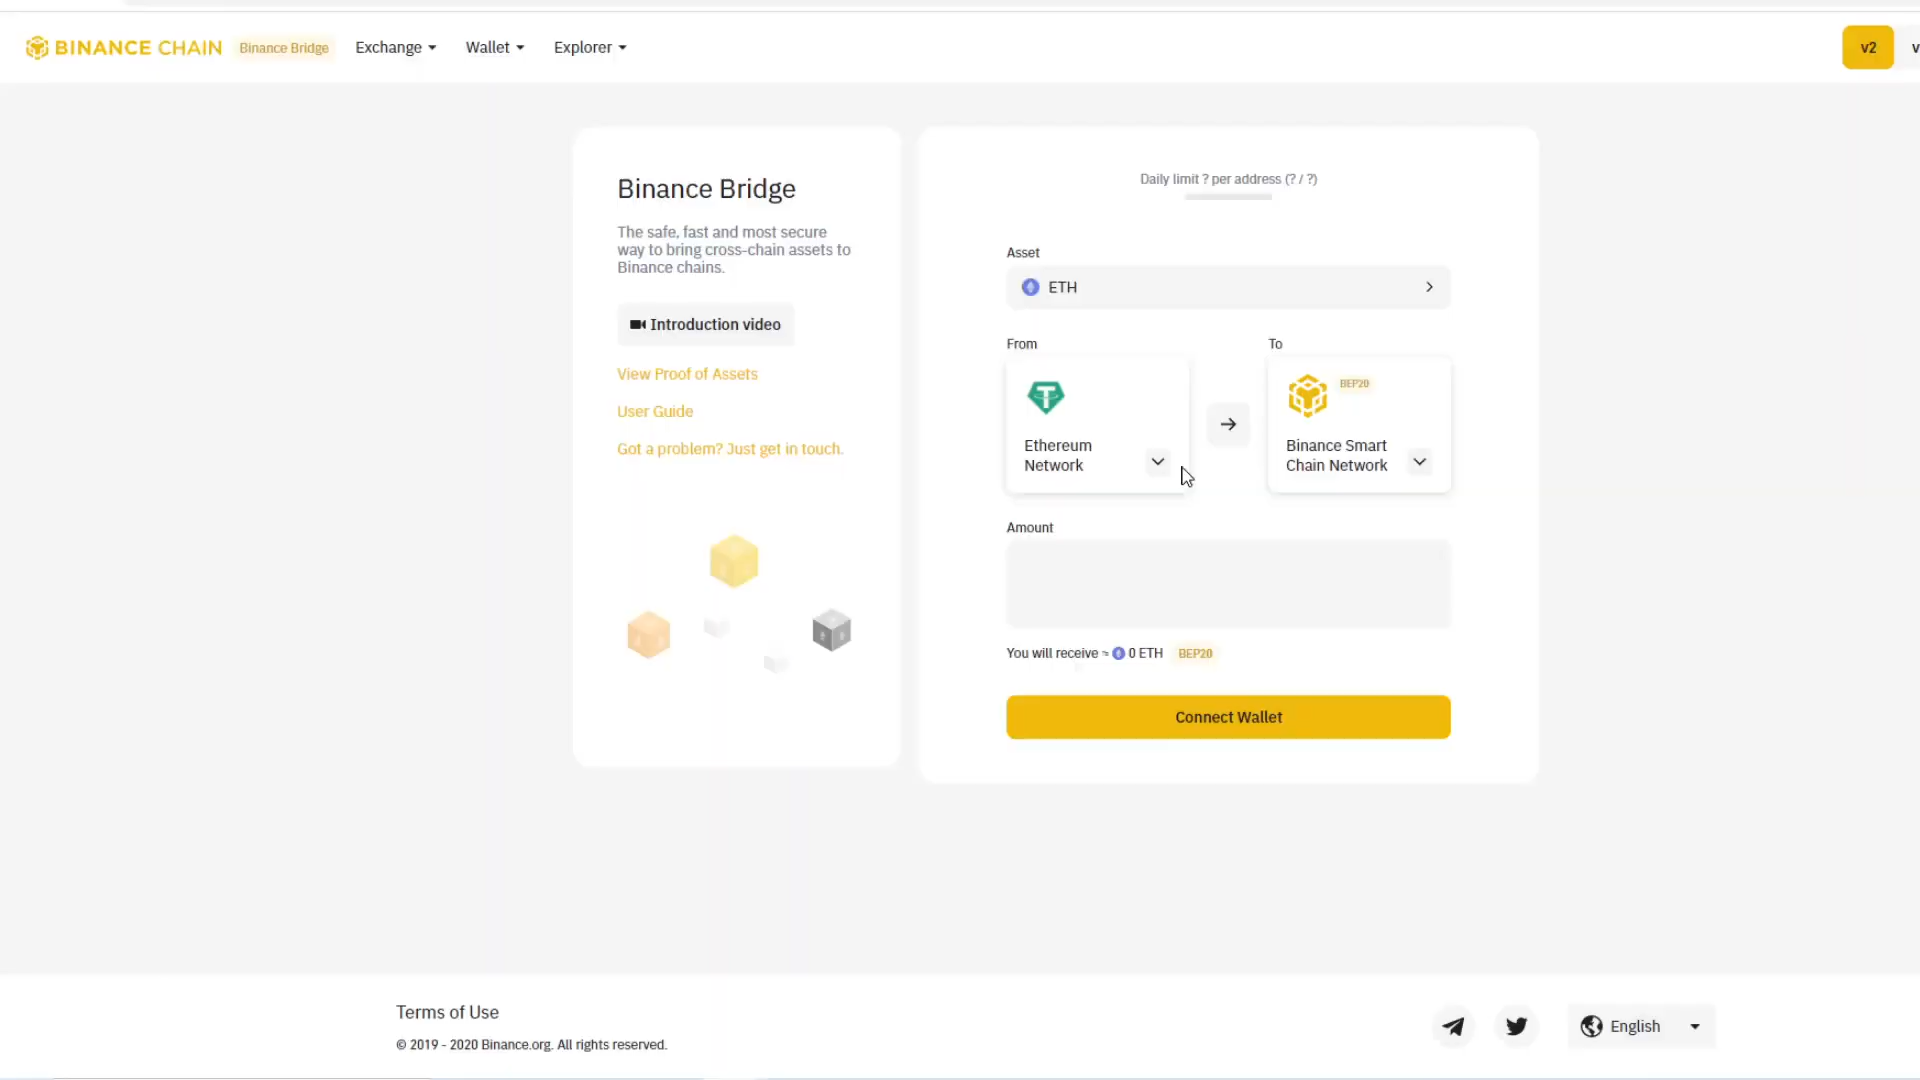 BINANCE CHAIN Binance Bridge Exchange Wallet Explorer v2 v
Binance Bridge
The safe, fast and most secure
way to bring cross-chain assets to
Binance chains.
Introduction video
View Proof of Assets
User Guide
Got a problem? Just get in touch.
Daily limit ? per address (? / ?)
Asset
ETH
From
Ethereum
Network
To
BEP20
Binance Smart
Chain Network
Amount
You will receive ≈ 0 ETH BEP20
Connect Wallet
Terms of Use
© 2019 - 2020 Binance.org. All rights reserved.
English